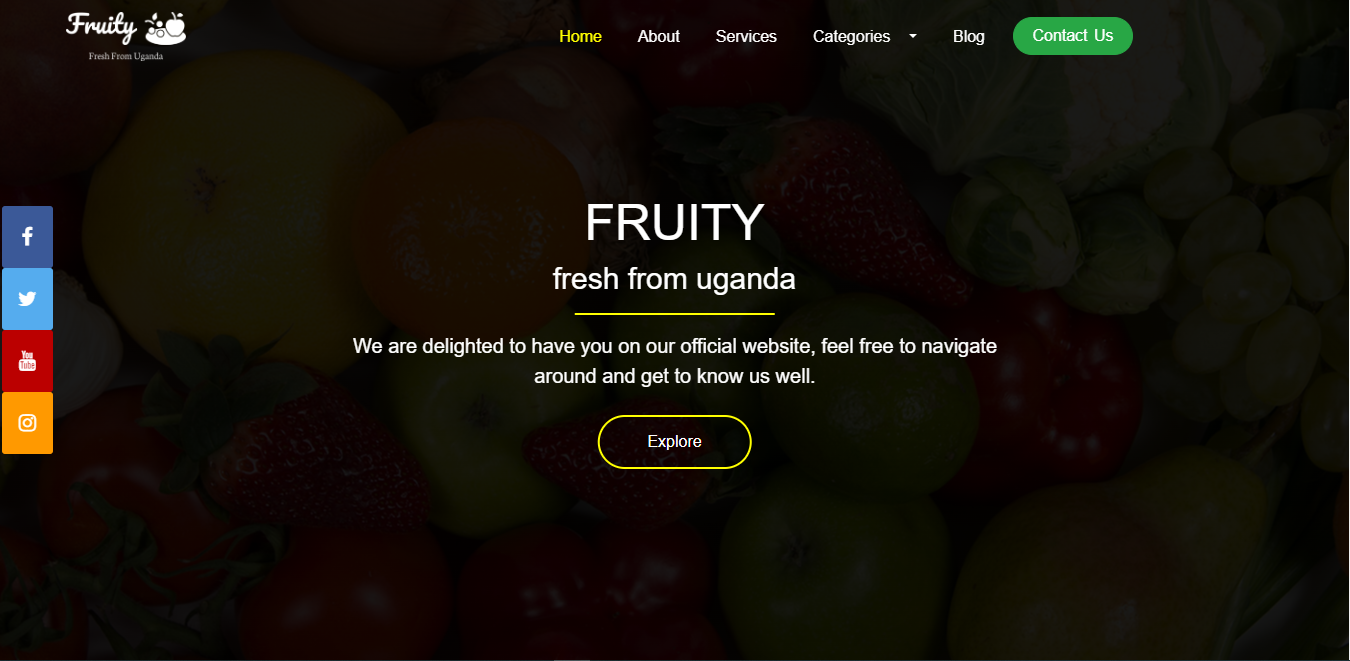 Fruity
Fresh From Uganda
Home About Services Categories Blog Contact Us
FRUITY
fresh from uganda
We are delighted to have you on our official website, feel free to navigate
around and get to know us well.
You
Tube
Explore